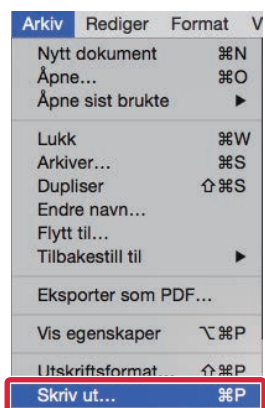 Arkiv Rediger Format V
Nytt dokument ⌘N
Åpne... ⌘O
Åpne sist brukte ▶
Lukk ⌘W
Arkiver... ⌘S
Dupliser ⇧⌘S
Endre navn...
Flytt til...
Tilbakestill til ▶
Eksporter som PDF...
Vis egenskaper ⌥⌘P
Utskriftsformat... ⇧⌘P
Skriv ut... ⌘P